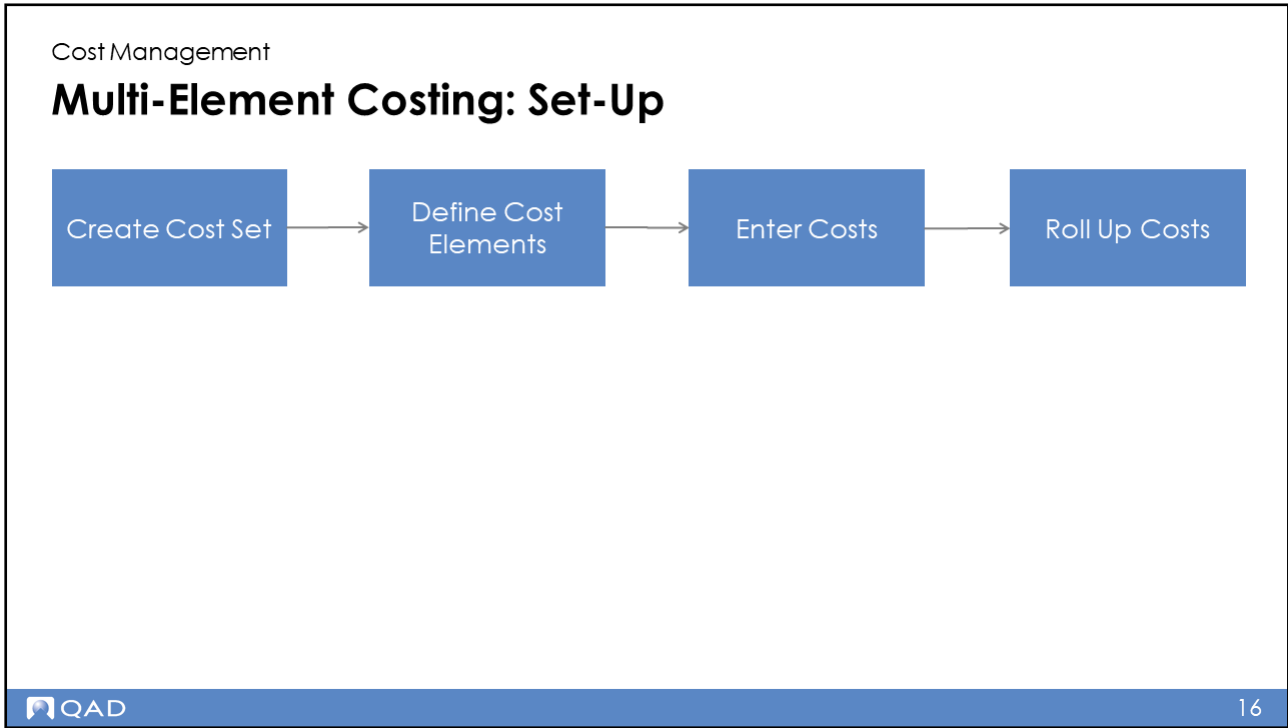 Cost Management
Multi-Element Costing: Set-Up
Create Cost Set
Define Cost
Elements
Enter Costs
Roll Up Costs
QAD
16